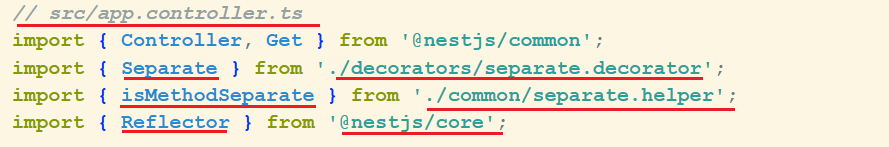 // src/app.controller.ts
import { Controller, Get } from '@nestjs/common';
import { Separate } from './decorators/separate.decorator';
import { isMethodSeparate } from './common/separate.helper';
import { Reflector } from '@nestjs/core';